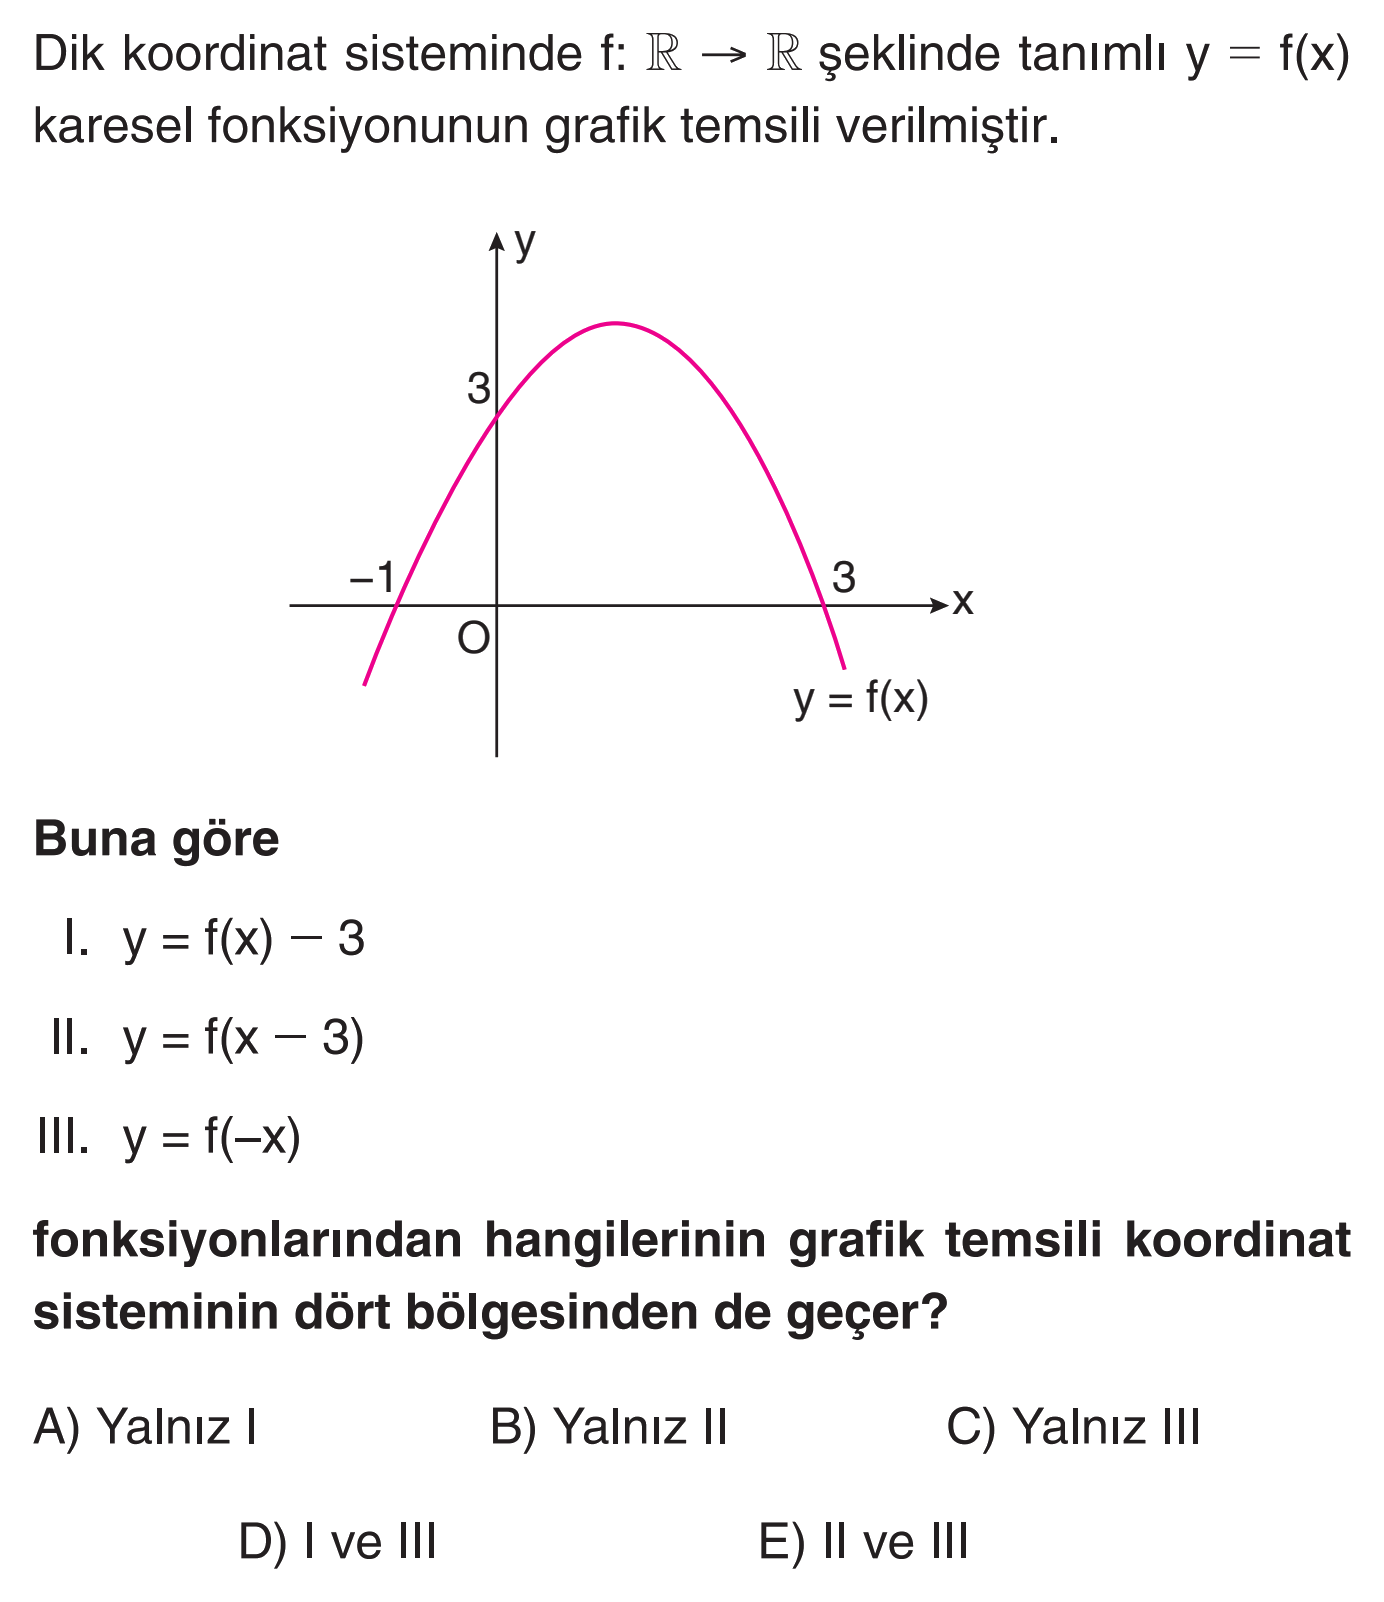 Dik koordinat sisteminde f: ℝ → ℝ şeklinde tanımlı y = f(x)
karesel fonksiyonunun grafik temsili verilmiştir.
y
3
–1
3
x
O
y = f(x)
Buna göre
I. y = f(x) − 3
II. y = f(x − 3)
III. y = f(–x)
fonksiyonlarından hangilerinin grafik temsili koordinat
sisteminin dört bölgesinden de geçer?
A) Yalnız I B) Yalnız II C) Yalnız III
D) I ve III E) II ve III